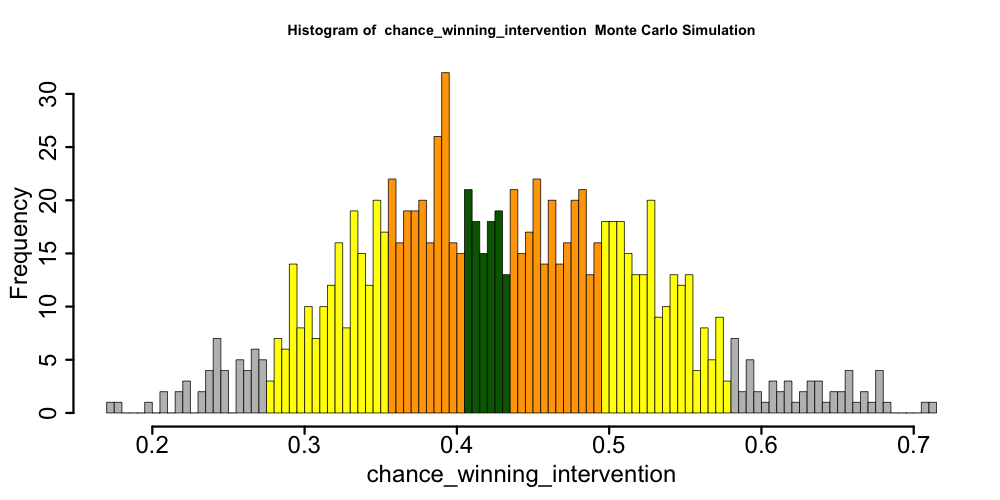 Histogram of chance_winning_intervention Monte Carlo Simulation
Frequency
30
25
20
15
10
5
0
0.2 0.3 0.4 0.5 0.6 0.7
chance_winning_intervention